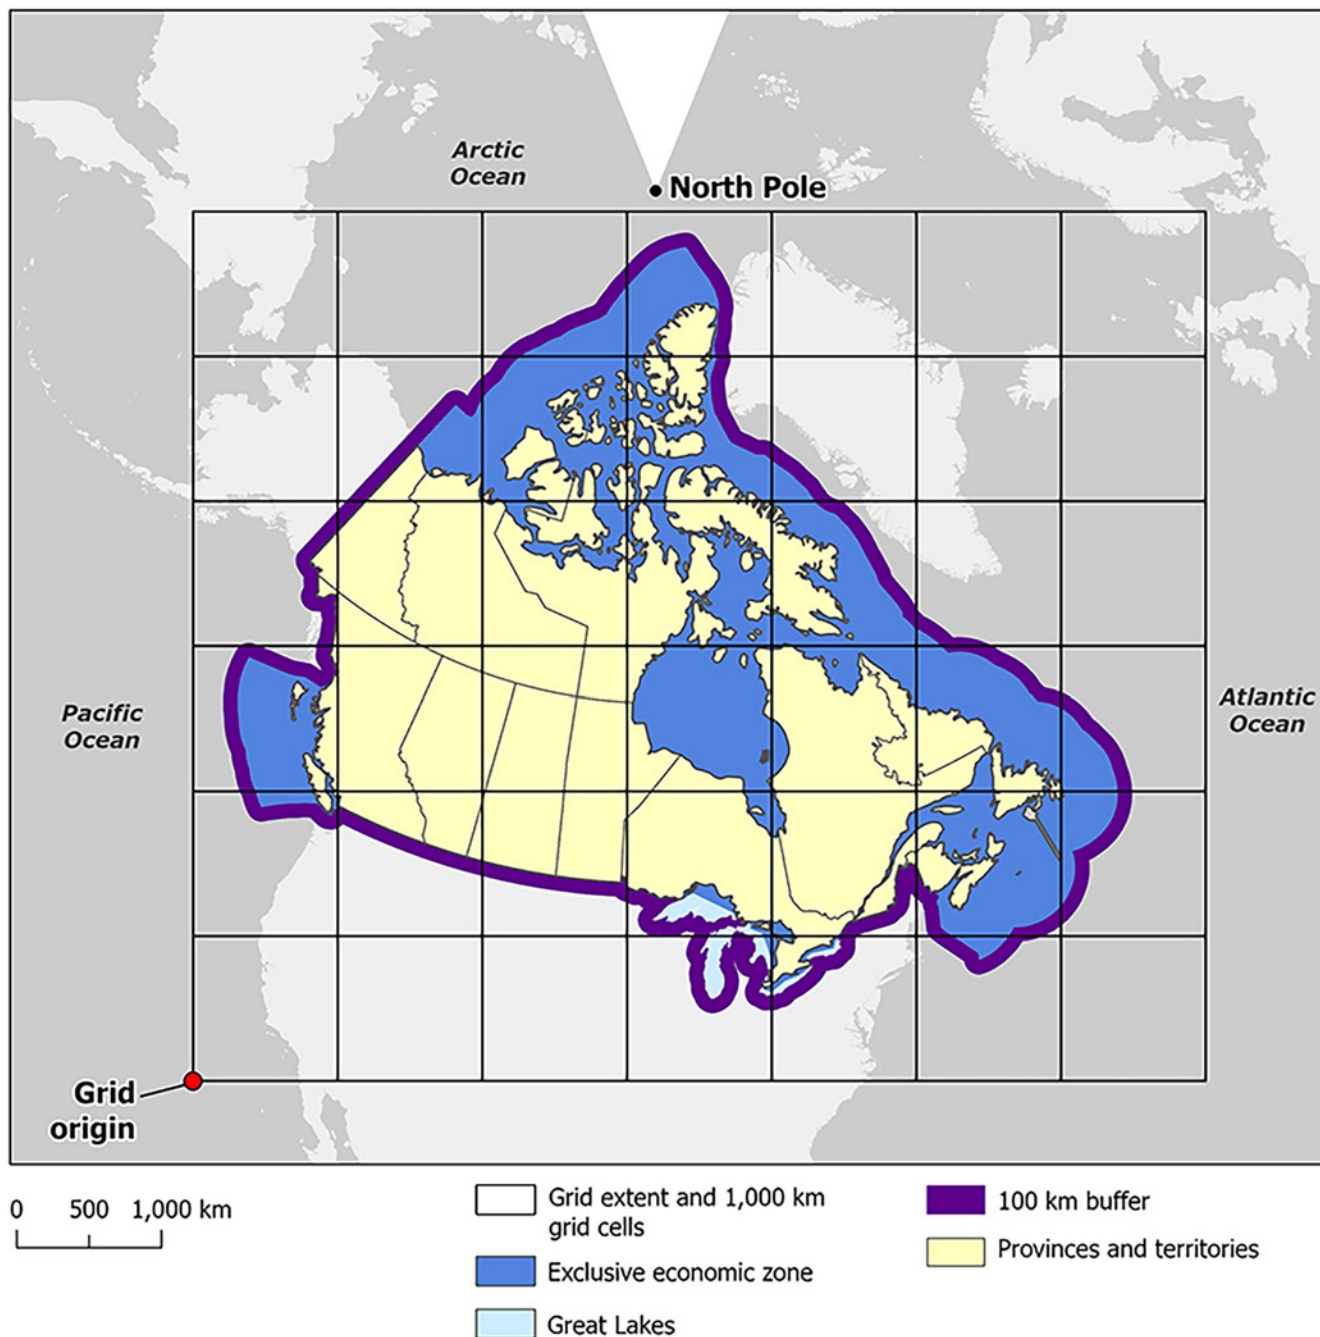 Arctic
Ocean
North Pole
Pacific
Ocean
Atlantic
Ocean
Grid
origin
0 500 1,000 km
Grid extent and 1,000 km
grid cells
Exclusive economic zone
Great Lakes
100 km buffer
Provinces and territories